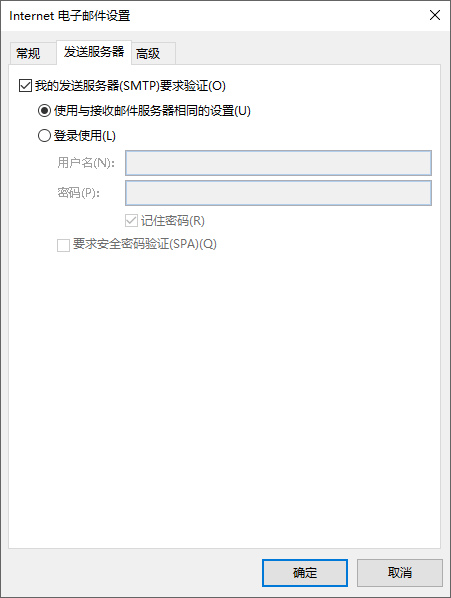 Internet 电子邮件设置
常规 发送服务器 高级
我的发送服务器(SMTP)要求验证(O)
使用与接收邮件服务器相同的设置(U)
登录使用(L)
用户名(N):
密码(P):
记住密码(R)
要求安全密码验证(SPA)(Q)
确定 取消